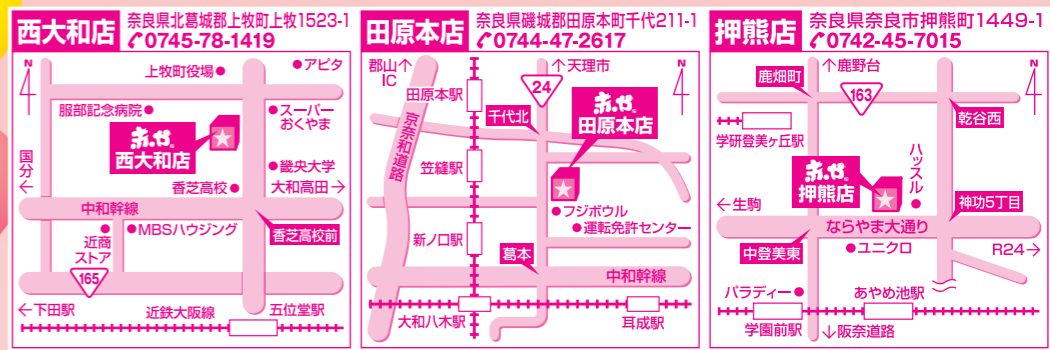 西大和店
奈良県北葛城郡上牧町上牧1523-1
0745-78-1419
N
上牧町役場
アピタ
服部記念病院
スーパー
おくやま
赤や
西大和店
国分
畿央大学
香芝高校
大和高田→
←
中和幹線
香芝高校前
近商
ストア
MBSハウジング
165
←下田駅
近鉄大阪線
五位堂駅
田原本店
奈良県磯城郡田原本町千代211-1
0744-47-2617
郡山↑
IC
↑天理市
N
田原本駅
24
京奈和道路
千代北
赤や
田原本店
笠縫駅
フジボウル
運転免許センター
新ノ口駅
葛本
中和幹線
大和八木駅
耳成駅
押熊店
奈良県奈良市押熊町1449-1
0742-45-7015
N
鹿畑町
↑鹿野台
163
乾谷西
学研登美ヶ丘駅
ハッスル
赤や
押熊店
←生駒
神功5丁目
ならやま大通り
中登美東
ユニクロ
R24→
パラディー
あやめ池駅
学園前駅
↓阪奈道路